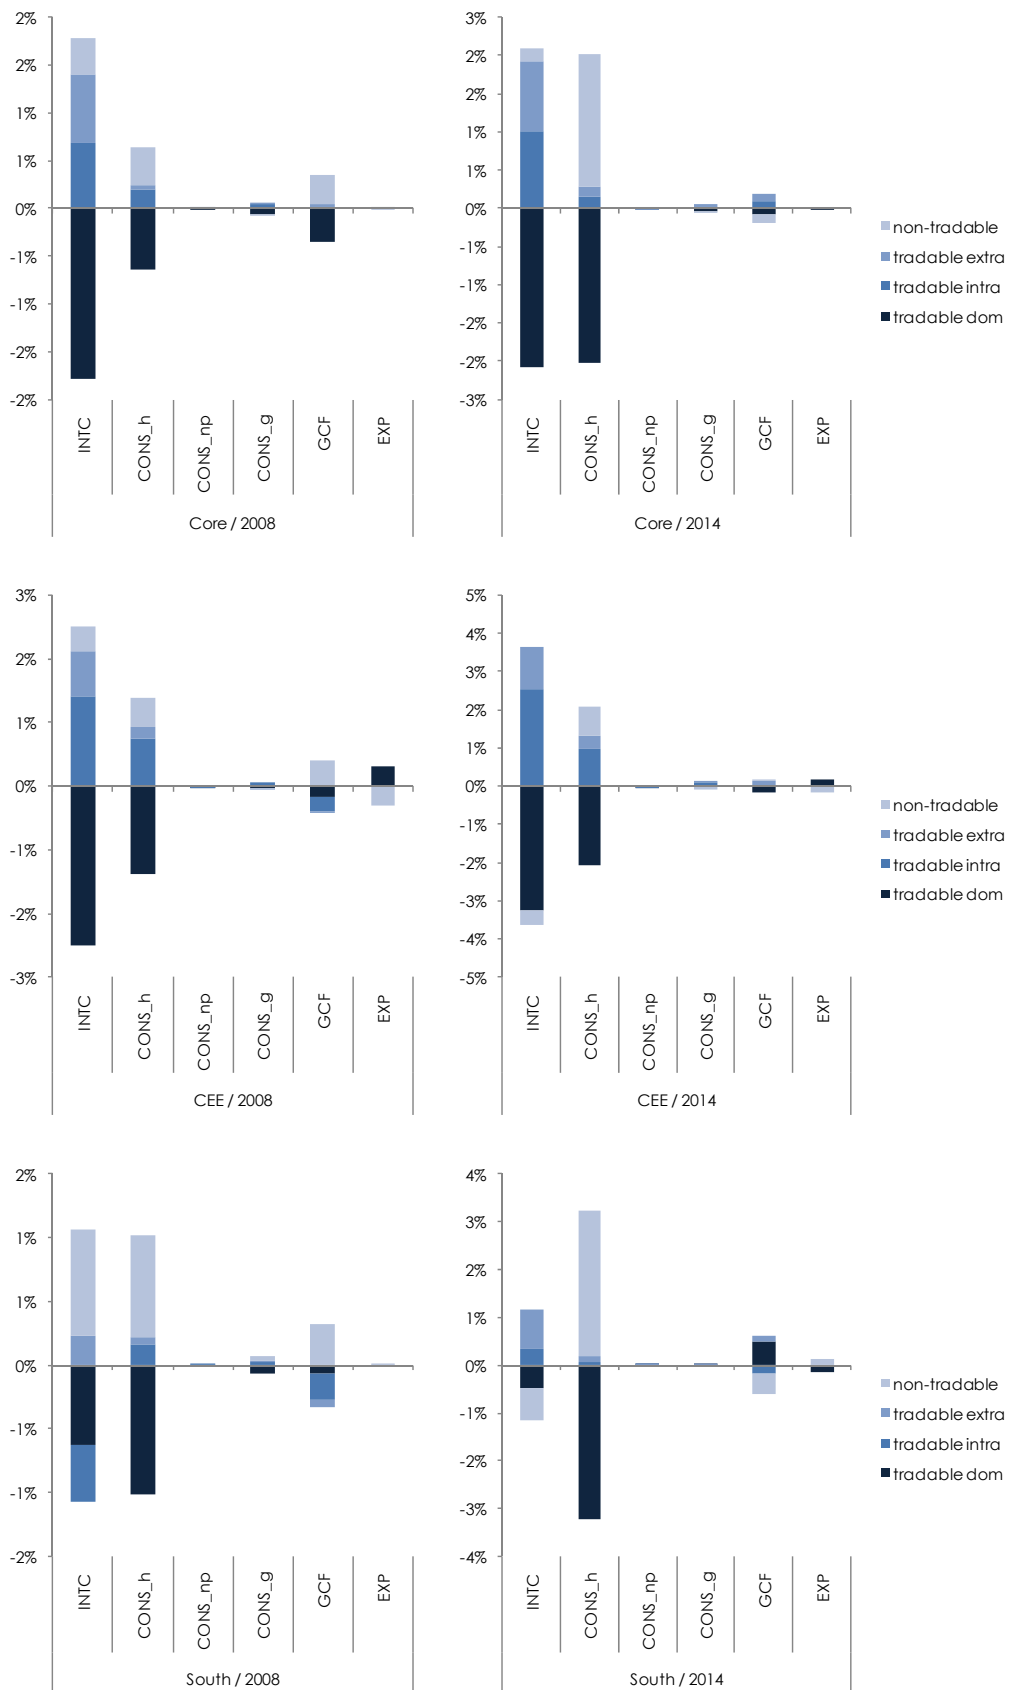 2%
2%
1%
1%
0%
-1%
-1%
-2%
-2%
INTC
CONS_h
CONS_np
CONS_g
GCF
EXP
Core / 2008
3%
2%
2%
1%
1%
0%
-1%
-1%
-2%
-2%
-3%
INTC
CONS_h
CONS_np
CONS_g
GCF
EXP
Core / 2014
non-tradable
tradable extra
tradable intra
tradable dom
3%
2%
1%
0%
-1%
-2%
-3%
INTC
CONS_h
CONS_np
CONS_g
GCF
EXP
CEE / 2008
5%
4%
3%
2%
1%
0%
-1%
-2%
-3%
-4%
-5%
INTC
CONS_h
CONS_np
CONS_g
GCF
EXP
CEE / 2014
non-tradable
tradable extra
tradable intra
tradable dom
2%
1%
1%
0%
-1%
-1%
-2%
INTC
CONS_h
CONS_np
CONS_g
GCF
EXP
South / 2008
4%
3%
2%
1%
0%
-1%
-2%
-3%
-4%
INTC
CONS_h
CONS_np
CONS_g
GCF
EXP
South / 2014
non-tradable
tradable extra
tradable intra
tradable dom